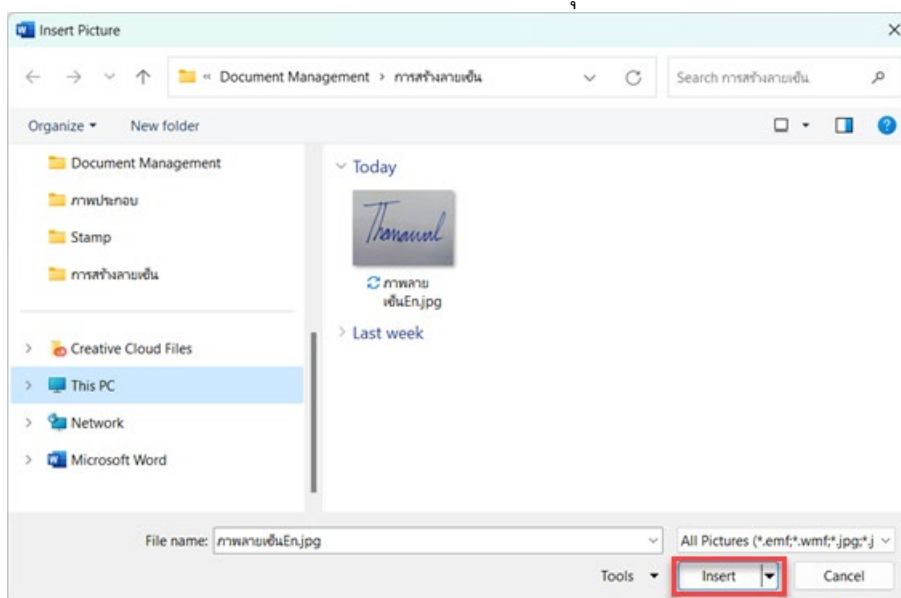 Insert Picture
« Document Management > การสร้างลายเซ็น
Search การสร้างลายเซ็น
Organize
New folder
Document Management
ภาพประกอบ
Stamp
การสร้างลายเซ็น
Creative Cloud Files
This PC
Network
Microsoft Word
Today
ภาพลาย
เซ็นEn.jpg
Last week
File name: ภาพลายเซ็นEn.jpg
All Pictures (*.emf;*.wmf;*.jpg;*.j
Tools
Insert
Cancel